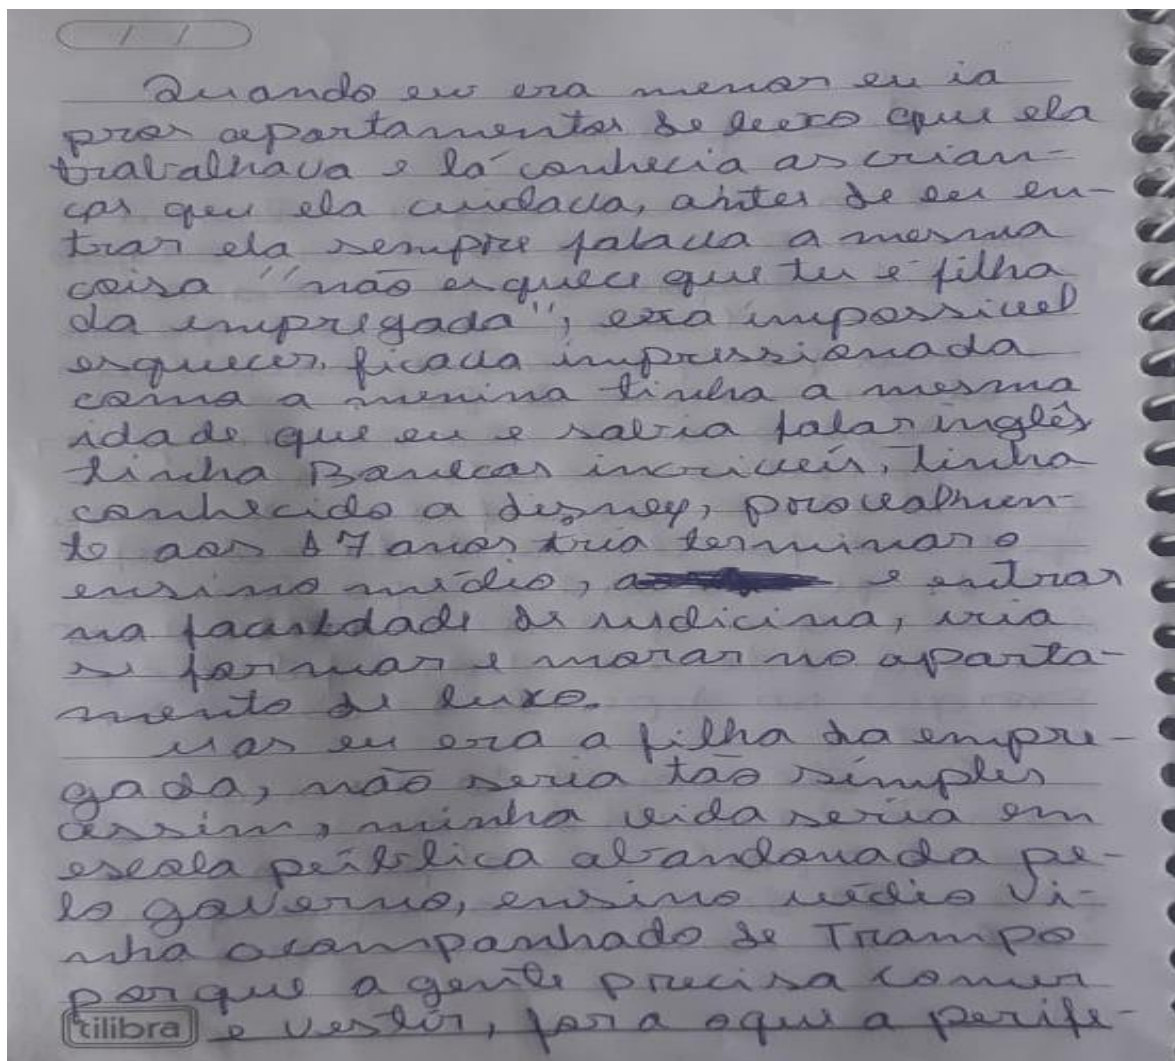 / /
Quando eu era menor eu ia
pros apartamentos de luxo que ela
trabalhava e lá conhecia as crian-
ças que ela cuidava, antes de eu en-
trar ela sempre falava a mesma
coisa "não esquece que tu é filha
da empregada", era impossivel
esquecer. ficava impressionada
como a menina tinha a mesma
idade que eu e sabia falar inglês
tinha Bonecas incriveis, tinha
conhecido a disney, provealmen-
te aos 17 anos iria terminar o
ensino médio, e entrar
na faculdade de medicina, iria
se formar e morar no aparta-
mento de luxo.
Mas eu era a filha da empre-
gada, não seria tão simples
assim, minha vida seria em
escola pública abandonada pe-
lo governo, ensino médio vi-
nha acompanhado de Trampo
porque a gente precisa comer
e vestir, fora oque a perife-
tilibra